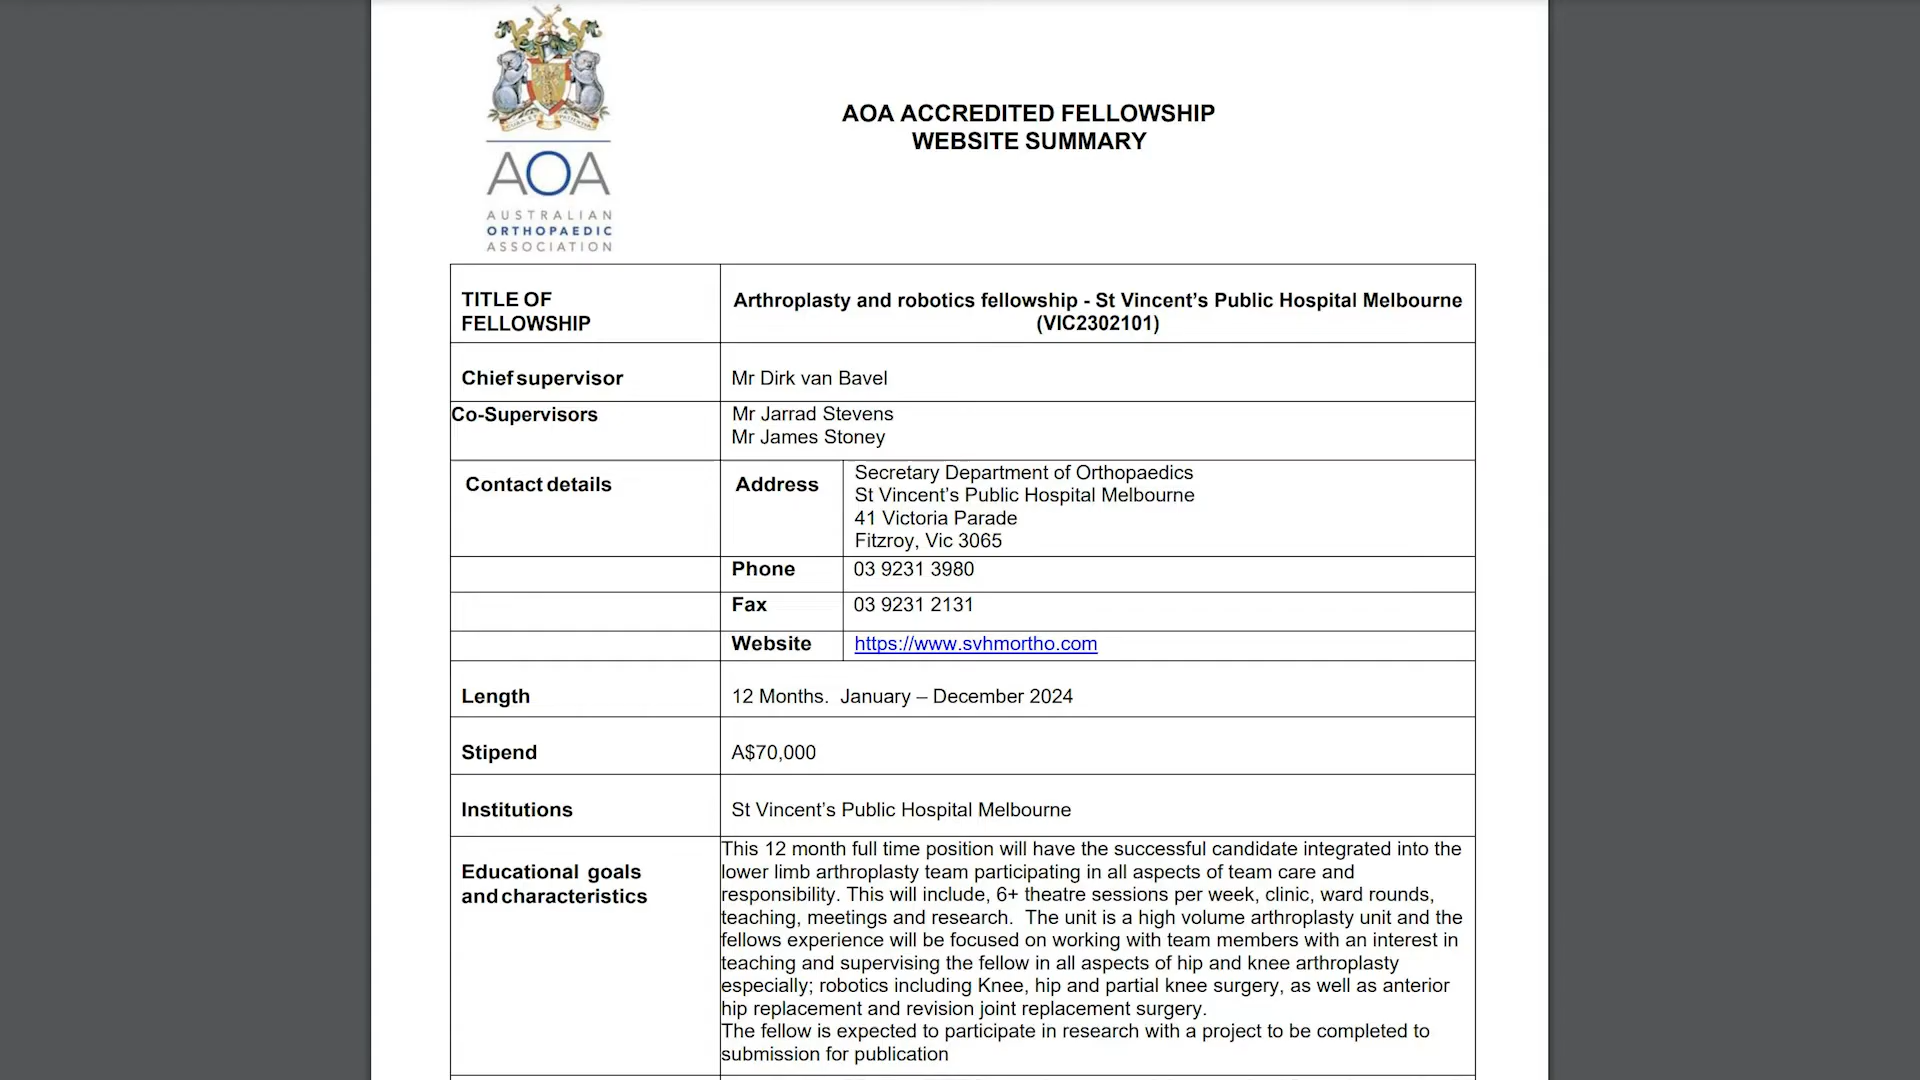 AOA ACCREDITED FELLOWSHIP
WEBSITE SUMMARY
AOA
AUSTRALIAN
ORTHOPAEDIC
ASSOCIATION
TITLE OF
FELLOWSHIP
Arthroplasty and robotics fellowship - St Vincent’s Public Hospital Melbourne
(VIC2302101)
Chief supervisor
Mr Dirk van Bavel
Co-Supervisors
Mr Jarrad Stevens
Mr James Stoney
Contact details
Address
Secretary Department of Orthopaedics
St Vincent’s Public Hospital Melbourne
41 Victoria Parade
Fitzroy, Vic 3065
Phone
03 9231 3980
Fax
03 9231 2131
Website
https://www.svhmortho.com
Length
12 Months.  January – December 2024
Stipend
A$70,000
Institutions
St Vincent’s Public Hospital Melbourne
Educational goals
and characteristics
This 12 month full time position will have the successful candidate integrated into the
lower limb arthroplasty team participating in all aspects of team care and
responsibility. This will include, 6+ theatre sessions per week, clinic, ward rounds,
teaching, meetings and research.  The unit is a high volume arthroplasty unit and the
fellows experience will be focused on working with team members with an interest in
teaching and supervising the fellow in all aspects of hip and knee arthroplasty
especially; robotics including Knee, hip and partial knee surgery, as well as anterior
hip replacement and revision joint replacement surgery.
The fellow is expected to participate in research with a project to be completed to
submission for publication